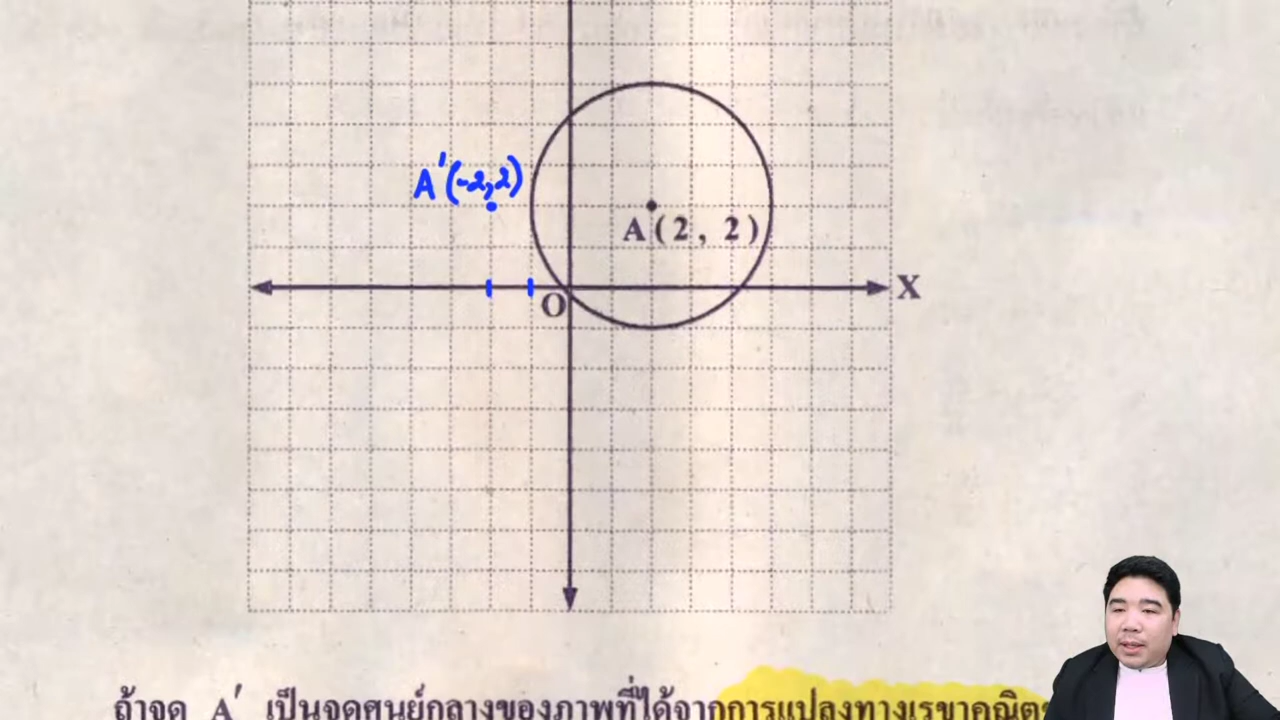 A'(-2,2)
A(2, 2)
X
O
ถ้าจุด A' เป็นจุดศูนย์กลางของภาพที่ได้จากการแปลงทางเรขาคณิต